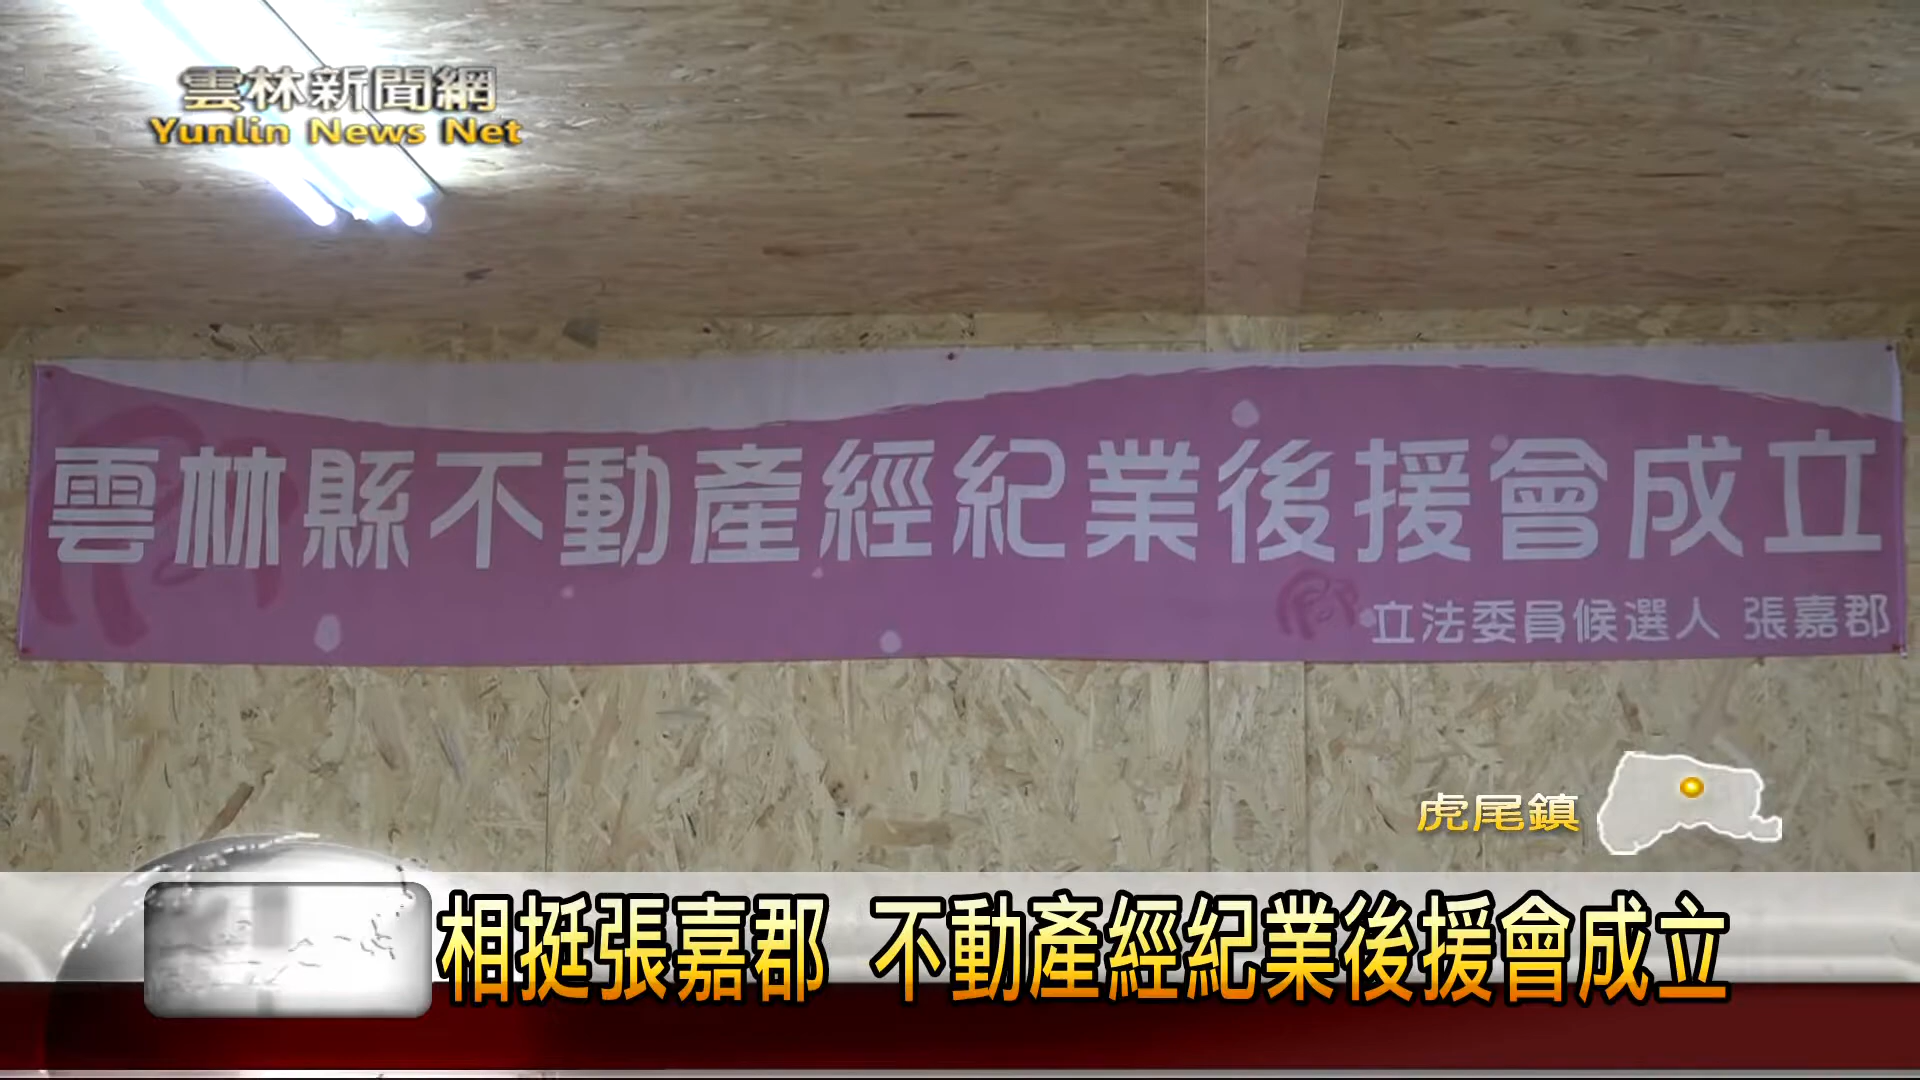 雲林新聞網
Yunlin News Net
雲林縣不動產經紀業後援會成立
立法委員候選人 張嘉郡
虎尾鎮
相挺張嘉郡 不動產經紀業後援會成立